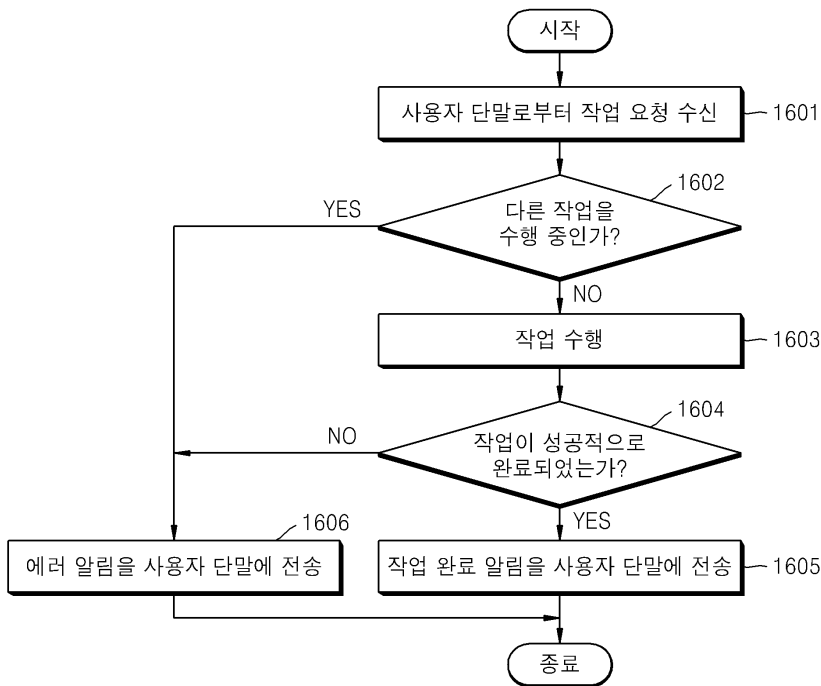 시작
사용자 단말로부터 작업 요청 수신
1601
1602
다른 작업을
수행 중인가?
YES
NO
작업 수행
1603
1604
작업이 성공적으로
완료되었는가?
NO
YES
1606
에러 알림을 사용자 단말에 전송
작업 완료 알림을 사용자 단말에 전송
1605
종료